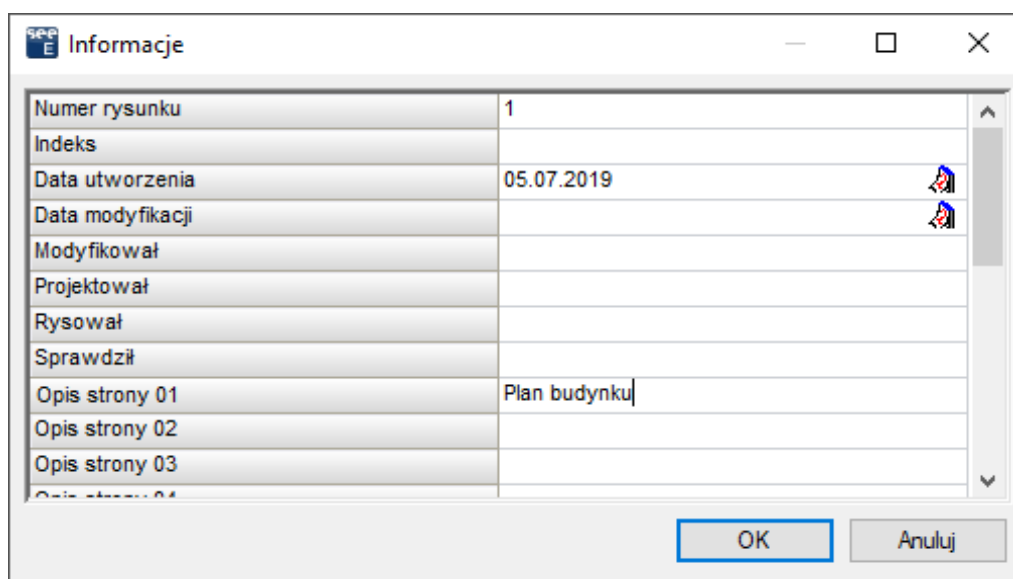 see E Informacje
Numer rysunku 1
Indeks
Data utworzenia 05.07.2019
Data modyfikacji
Modyfikował
Projektował
Rysował
Sprawdził
Opis strony 01 Plan budynku
Opis strony 02
Opis strony 03
OK Anuluj